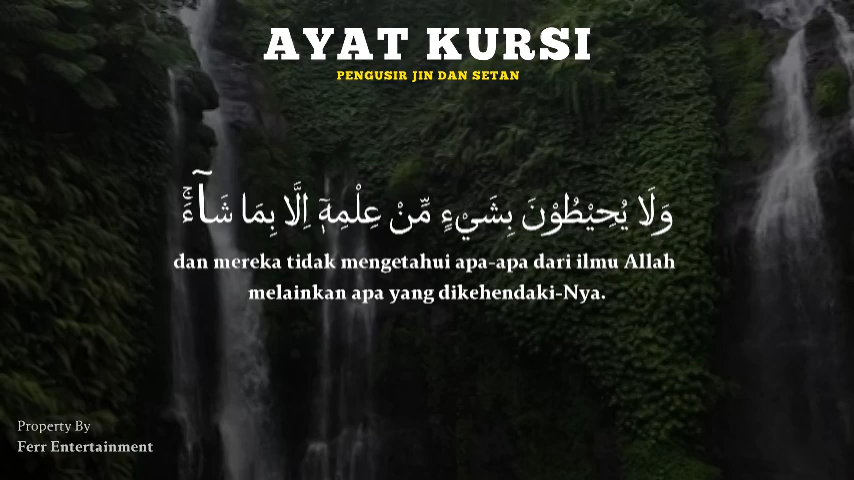 AYAT KURSI
PENGUSIR JIN DAN SETAN
وَلَا يُحِيْطُوْنَ بِشَيْءٍ مِّنْ عِلْمِهٖٓ اِلَّا بِمَا شَاۤءَۚ
dan mereka tidak mengetahui apa-apa dari ilmu Allah
melainkan apa yang dikehendaki-Nya.
Property By
Ferr Entertainment